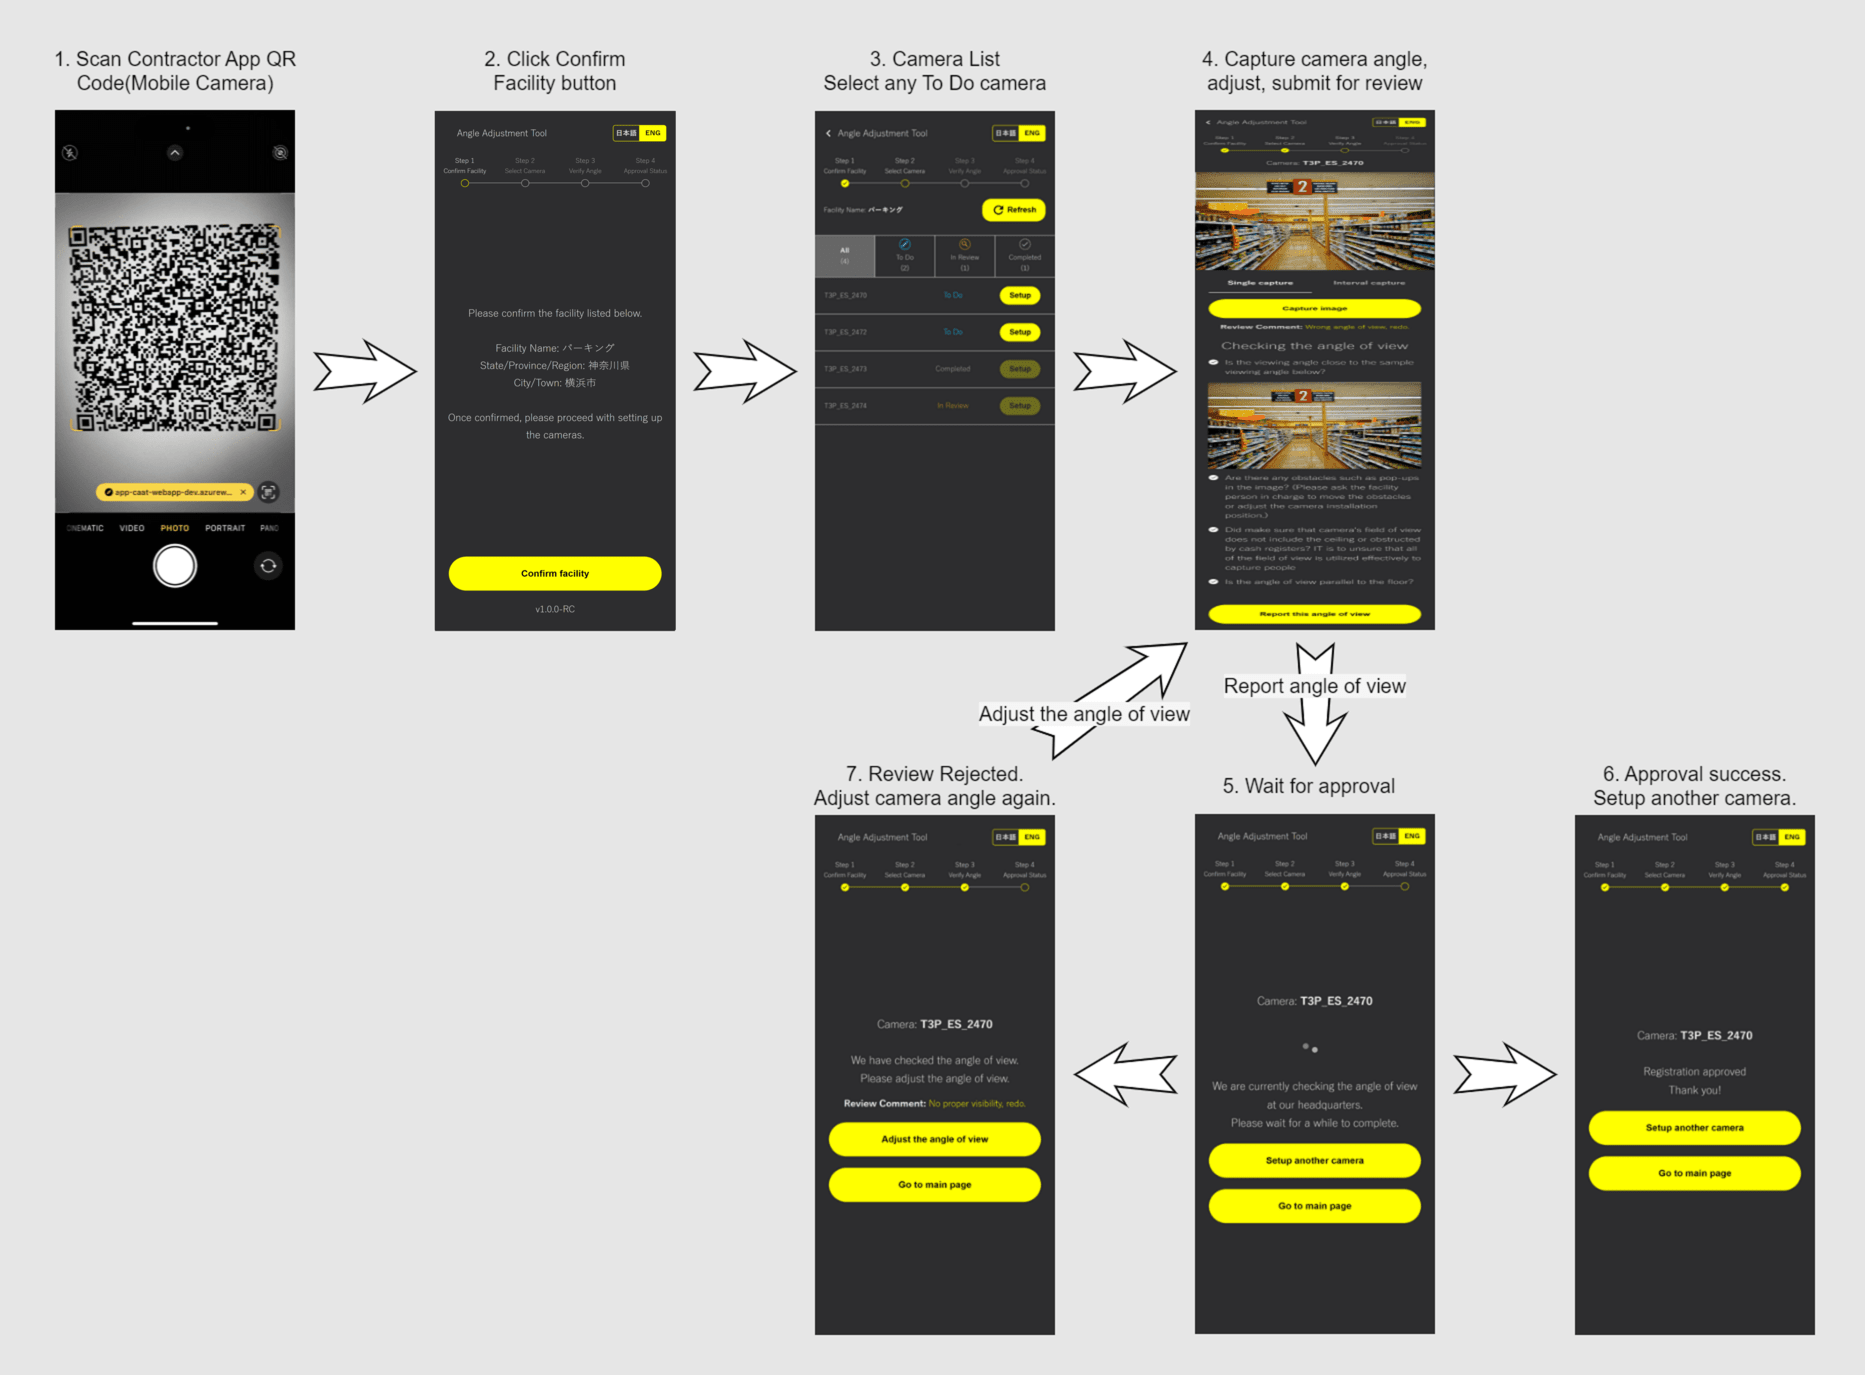 1. Scan Contractor App QR
Code(Mobile Camera)
app-caat-webapp-dev.azurew...
CINEMATIC VIDEO PHOTO PORTRAIT PANO
2. Click Confirm
Facility button
Angle Adjustment Tool 日本語 ENG
Step 1 Step 2 Step 3 Step 4
Confirm Facility Select Camera Verify Angle Approval Status
Please confirm the facility listed below.
Facility Name: パーキング
State/Province/Region: 神奈川県
City/Town: 横浜市
Once confirmed, please proceed with setting up
the cameras.
Confirm facility
v1.0.0-RC
3. Camera List
Select any To Do camera
Angle Adjustment Tool 日本語 ENG
Step 1 Step 2 Step 3 Step 4
Confirm Facility Select Camera Verify Angle Approval Status
Facility Name: パーキング Refresh
All To Do In Review Completed
(4) (2) (1) (1)
T3P_ES_2470 To Do Setup
T3P_ES_2472 To Do Setup
T3P_ES_2473 Completed Setup
T3P_ES_2474 In Review Setup
4. Capture camera angle,
adjust, submit for review
Angle Adjustment Tool 日本語 ENG
Step 1 Step 2 Step 3 Step 4
Confirm Facility Select Camera Verify Angle Approval Status
Camera: T3P_ES_2470
2
Single capture Interval capture
Capture image
Review Comment: Wrong angle of view, redo.
Checking the angle of view
Is the viewing angle close to the sample
viewing angle below?
2
Are there any obstacles such as pop-ups
in the image? (Please ask the facility
person in charge to move the obstacles
or adjust the camera installation
position.)
Did make sure that camera's field of view
does not include the ceiling or obstructed
by cash registers? IT is to unsure that all
of the field of view is utilized effectively to
capture people
Is the angle of view parallel to the floor?
Report this angle of view
Adjust the angle of view
Report angle of view
7. Review Rejected.
Adjust camera angle again.
Angle Adjustment Tool 日本語 ENG
Step 1 Step 2 Step 3 Step 4
Confirm Facility Select Camera Verify Angle Approval Status
Camera: T3P_ES_2470
We have checked the angle of view.
Please adjust the angle of view.
Review Comment: No proper visibility, redo.
Adjust the angle of view
Go to main page
5. Wait for approval
Angle Adjustment Tool 日本語 ENG
Step 1 Step 2 Step 3 Step 4
Confirm Facility Select Camera Verify Angle Approval Status
Camera: T3P_ES_2470
We are currently checking the angle of view
at our headquarters.
Please wait for a while to complete.
Setup another camera
Go to main page
6. Approval success.
Setup another camera.
Angle Adjustment Tool 日本語 ENG
Step 1 Step 2 Step 3 Step 4
Confirm Facility Select Camera Verify Angle Approval Status
Camera: T3P_ES_2470
Registration approved
Thank you!
Setup another camera
Go to main page